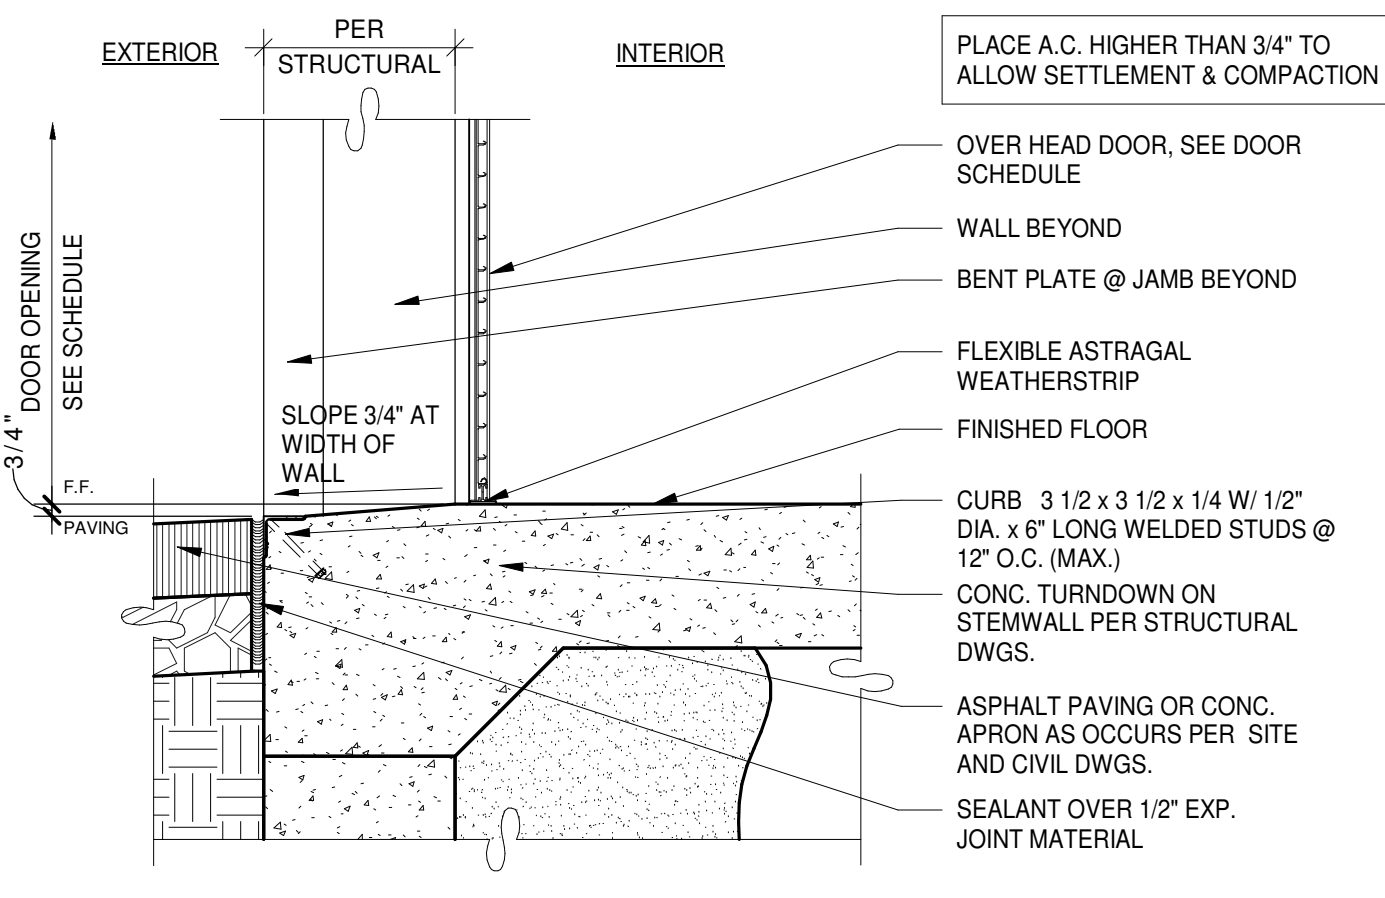 EXTERIOR
PER
STRUCTURAL
INTERIOR
PLACE A.C. HIGHER THAN 3/4" TO
ALLOW SETTLEMENT & COMPACTION
OVER HEAD DOOR, SEE DOOR
SCHEDULE
WALL BEYOND
BENT PLATE @ JAMB BEYOND
FLEXIBLE ASTRAGAL
WEATHERSTRIP
FINISHED FLOOR
CURB 3 1/2 x 3 1/2 x 1/4 W/ 1/2"
DIA. x 6" LONG WELDED STUDS @
12" O.C. (MAX.)
CONC. TURNDOWN ON
STEMWALL PER STRUCTURAL
DWGS.
ASPHALT PAVING OR CONC.
APRON AS OCCURS PER SITE
AND CIVIL DWGS.
SEALANT OVER 1/2" EXP.
JOINT MATERIAL
DOOR OPENING
SEE SCHEDULE
3/4"
F.F.
PAVING
SLOPE 3/4" AT
WIDTH OF
WALL